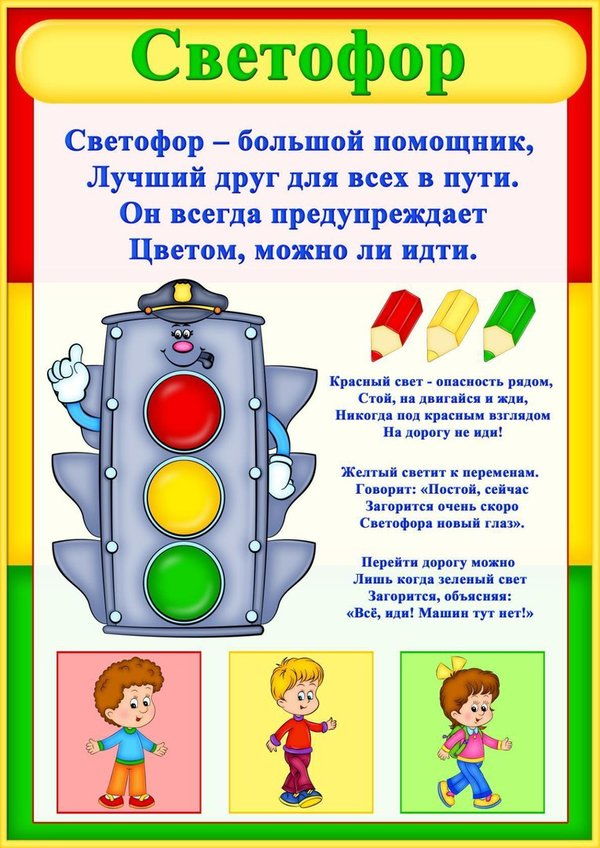 Светофор
Светофор – большой помощник,
Лучший друг для всех в пути.
Он всегда предупреждает
Цветом, можно ли идти.
Красный свет - опасность рядом,
Стой, на двигайся и жди,
Никогда под красным взглядом
На дорогу не иди!
Желтый светит к переменам.
Говорит: «Постой, сейчас
Загорится очень скоро
Светофора новый глаз».
Перейти дорогу можно
Лишь когда зеленый свет
Загорится, объясняя:
«Всё, иди! Машин тут нет!»